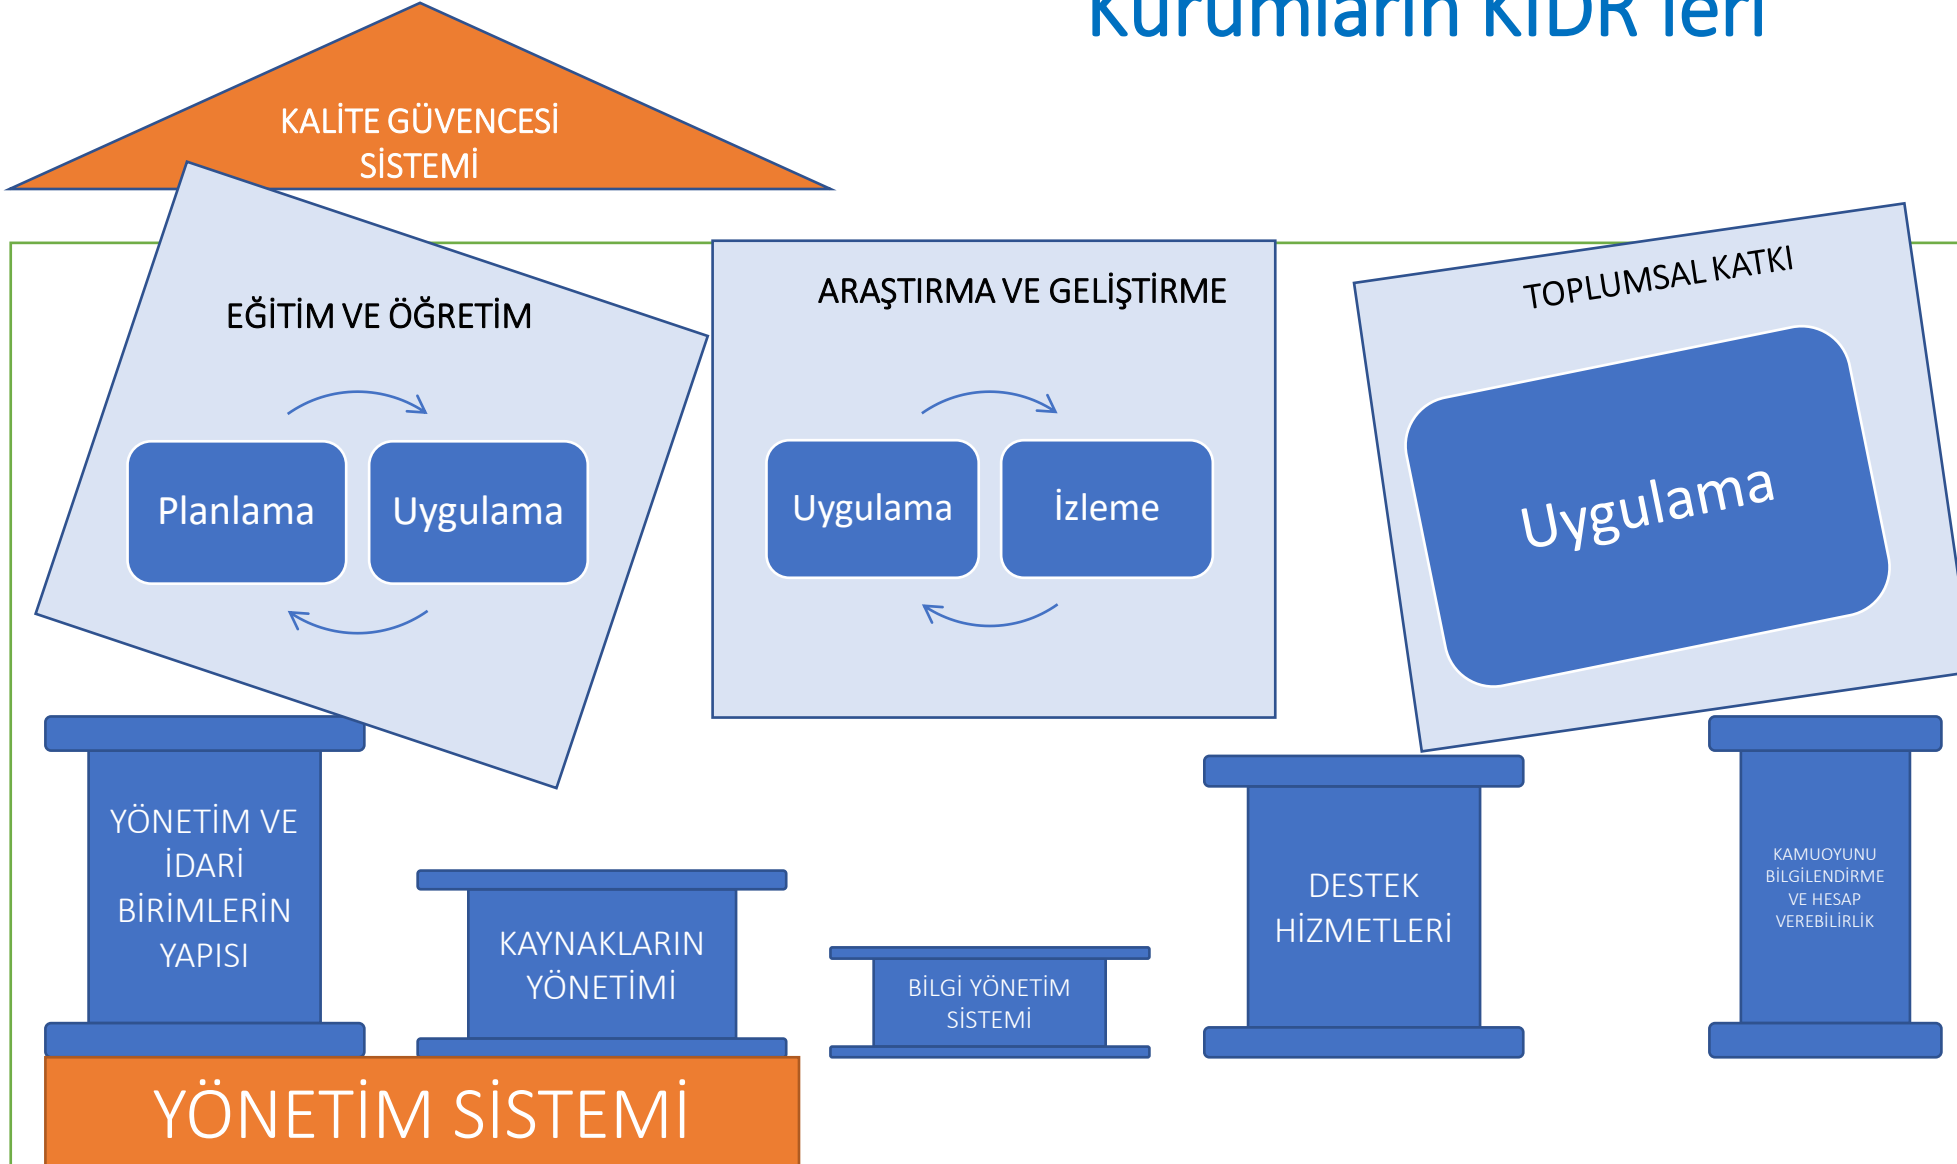 Kurumların KİDR leri
KALİTE GÜVENCESİ
SİSTEMİ
EĞİTİM VE ÖĞRETİM
Planlama
Uygulama
ARAŞTIRMA VE GELİŞTİRME
Uygulama
İzleme
TOPLUMSAL KATKI
Uygulama
YÖNETİM VE
İDARİ
BİRİMLERİN
YAPISI
KAYNAKLARIN
YÖNETİMİ
BİLGİ YÖNETİM
SİSTEMİ
DESTEK
HİZMETLERİ
KAMUOYUNU
BİLGİLENDİRME
VE HESAP
VEREBİLİRLİK
YÖNETİM SİSTEMİ